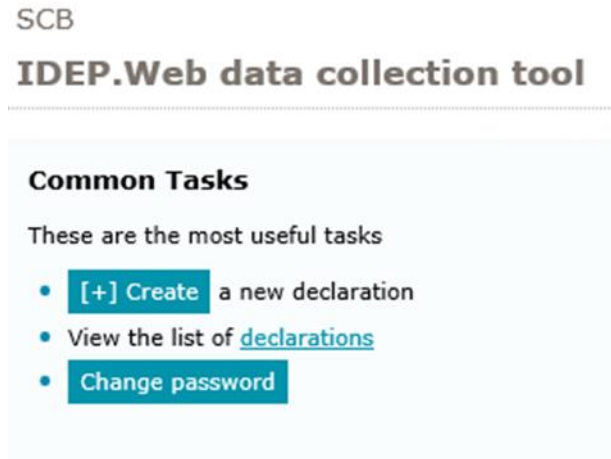 SCB
IDEP.Web data collection tool
Common Tasks
These are the most useful tasks
[+] Create a new declaration
View the list of declarations
Change password